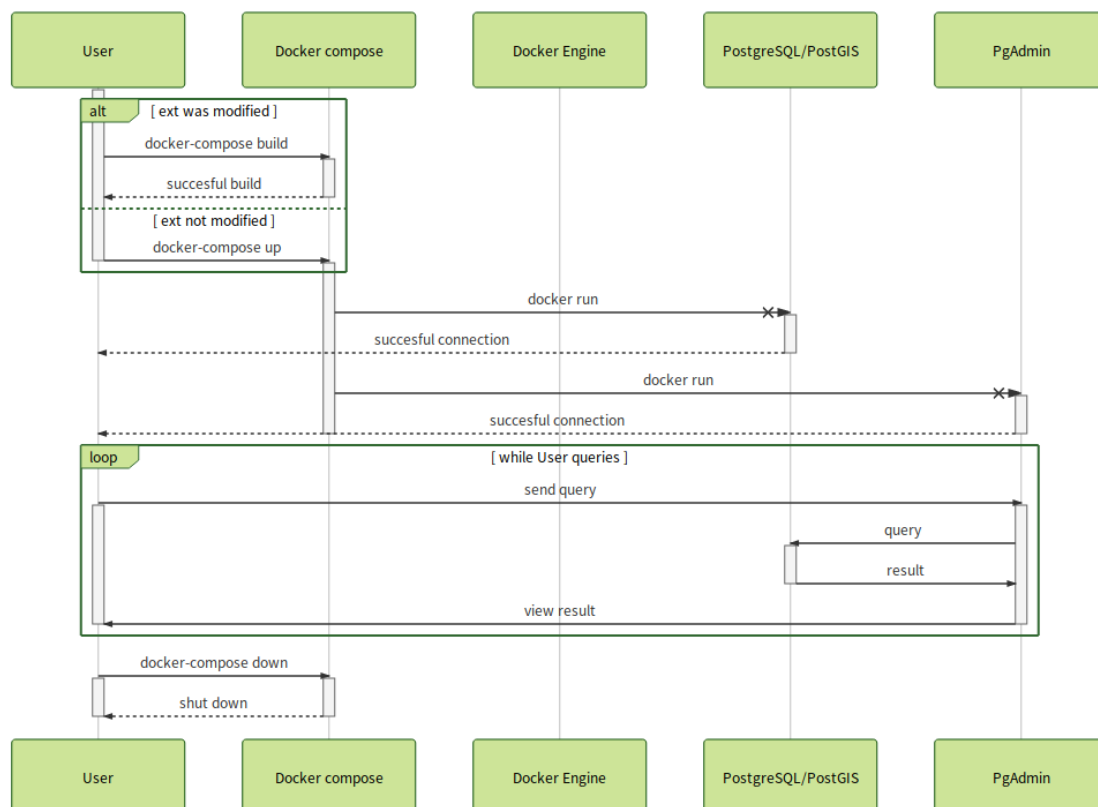 User
Docker compose
Docker Engine
PostgreSQL/PostGIS
PgAdmin
alt
[ ext was modified ]
docker-compose build
succesful build
[ ext not modified ]
docker-compose up
docker run
succesful connection
docker run
succesful connection
loop
[ while User queries ]
send query
query
result
view result
docker-compose down
shut down
User
Docker compose
Docker Engine
PostgreSQL/PostGIS
PgAdmin